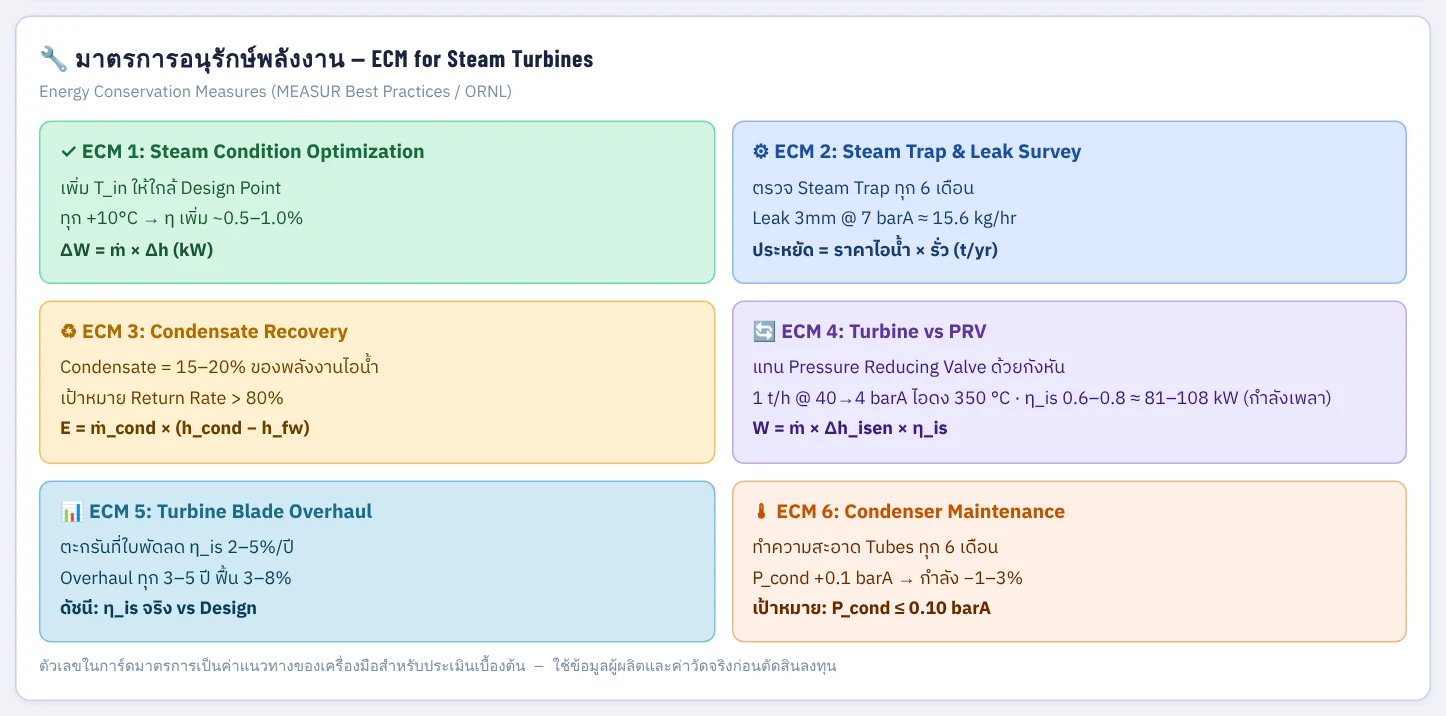 🔧 มาตรการอนุรักษ์พลังงาน — ECM for Steam Turbines
Energy Conservation Measures (MEASUR Best Practices / ORNL)
✓ ECM 1: Steam Condition Optimization
เพิ่ม T_in ให้ใกล้ Design Point
ทุก +10°C → η เพิ่ม ~0.5–1.0%
ΔW = ṁ × Δh (kW)
⚙ ECM 2: Steam Trap & Leak Survey
ตรวจ Steam Trap ทุก 6 เดือน
Leak 3mm @ 7 barA ≈ 15.6 kg/hr
ประหยัด = ราคาไอน้ำ × รั่ว (t/yr)
♻ ECM 3: Condensate Recovery
Condensate = 15–20% ของพลังงานไอน้ำ
เป้าหมาย Return Rate > 80%
E = ṁ_cond × (h_cond − h_fw)
🔄 ECM 4: Turbine vs PRV
แทน Pressure Reducing Valve ด้วยกังหัน
1 t/h @ 40→4 barA ไอดง 350 °C · η_is 0.6–0.8 ≈ 81–108 kW (กำลังเพลา)
W = ṁ × Δh_isen × η_is
📊 ECM 5: Turbine Blade Overhaul
ตะกรันที่ใบพัดลด η_is 2–5%/ปี
Overhaul ทุก 3–5 ปี ฟื้น 3–8%
ดัชนี: η_is จริง vs Design
🌡 ECM 6: Condenser Maintenance
ทำความสะอาด Tubes ทุก 6 เดือน
P_cond +0.1 barA → กำลัง −1–3%
เป้าหมาย: P_cond ≤ 0.10 barA
ตัวเลขในการ์ดมาตรการเป็นค่าแนวทางของเครื่องมือสำหรับประเมินเบื้องต้น — ใช้ข้อมูลผู้ผลิตและค่าวัดจริงก่อนตัดสินลงทุน